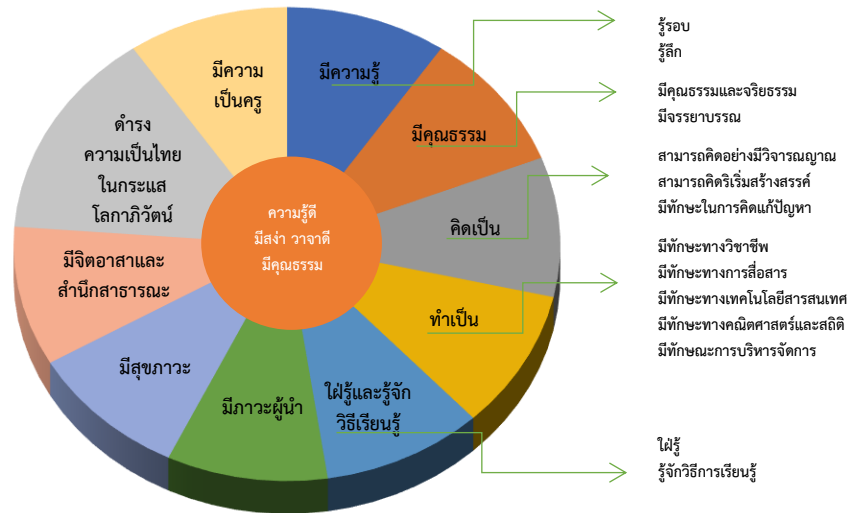 ความรู้ดี
มีสง่า วาจาดี
มีคุณธรรม
มีความรู้
มีคุณธรรม
คิดเป็น
ทำเป็น
ใฝ่รู้และรู้จัก
วิธีเรียนรู้
มีภาวะผู้นำ
มีสุขภาวะ
มีจิตอาสาและ
สำนึกสาธารณะ
ดำรง
ความเป็นไทย
ในกระแส
โลกาภิวัตน์
มีความ
เป็นครู
รู้รอบ
รู้ลึก
มีคุณธรรมและจริยธรรม
มีจรรยาบรรณ
สามารถคิดอย่างมีวิจารณญาณ
สามารถคิดริเริ่มสร้างสรรค์
มีทักษะในการคิดแก้ปัญหา
มีทักษะทางวิชาชีพ
มีทักษะทางการสื่อสาร
มีทักษะทางเทคโนโลยีสารสนเทศ
มีทักษะทางคณิตศาสตร์และสถิติ
มีทักษณะการบริหารจัดการ
ใฝ่รู้
รู้จักวิธีการเรียนรู้